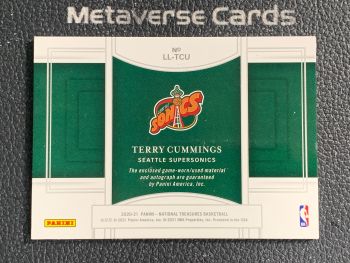 Metaverse Cards
Nº
LL-TCU
SONICS
TERRY CUMMINGS
SEATTLE SUPERSONICS
The enclosed game-worn/used material
and autograph are guaranteed
by Panini America, Inc.
PANINI
2020-21 PANINI - NATIONAL TREASURES BASKETBALL
NBA